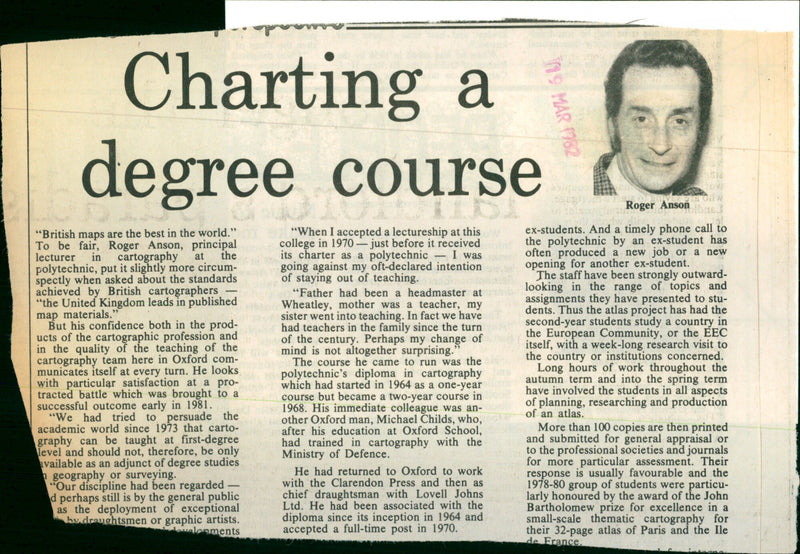 Charting a
degree course
19 MAR 1982
Roger Anson
“British maps are the best in the world.”
To be fair, Roger Anson, principal
lecturer in cartography at the
polytechnic, put it slightly more circum-
spectly when asked about the standards
achieved by British cartographers —
“the United Kingdom leads in published
map materials.”
But his confidence both in the prod-
ucts of the cartographic profession and
in the quality of the teaching of the
cartography team here in Oxford com-
municates itself at every turn. He looks
with particular satisfaction at a pro-
tracted battle which was brought to a
successful outcome early in 1981.
“We had tried to persuade the
academic world since 1973 that carto-
graphy can be taught at first-degree
level and should not, therefore, be only
available as an adjunct of degree studies
geography or surveying.
“Our discipline had been regarded —
d perhaps still is by the general public
as the deployment of exceptional
by draughtsmen or graphic artists.
developments
“When I accepted a lectureship at this
college in 1970 — just before it received
its charter as a polytechnic — I was
going against my oft-declared intention
of staying out of teaching.
“Father had been a headmaster at
Wheatley, mother was a teacher, my
sister went into teaching. In fact we have
had teachers in the family since the turn
of the century. Perhaps my change of
mind is not altogether surprising.”
The course he came to run was the
polytechnic’s diploma in cartography
which had started in 1964 as a one-year
course but became a two-year course in
1968. His immediate colleague was an-
other Oxford man, Michael Childs, who,
after his education at Oxford School,
had trained in cartography with the
Ministry of Defence.
He had returned to Oxford to work
with the Clarendon Press and then as
chief draughtsman with Lovell Johns
Ltd. He had been associated with the
diploma since its inception in 1964 and
accepted a full-time post in 1970.
ex-students. And a timely phone call to
the polytechnic by an ex-student has
often produced a new job or a new
opening for another ex-student.
The staff have been strongly outward-
looking in the range of topics and
assignments they have presented to stu-
dents. Thus the atlas project has had the
second-year students study a country in
the European Community, or the EEC
itself, with a week-long research visit to
the country or institutions concerned.
Long hours of work throughout the
autumn term and into the spring term
have involved the students in all aspects
of planning, researching and production
of an atlas.
More than 100 copies are then printed
and submitted for general appraisal or
to the professional societies and journals
for more particular assessment. Their
response is usually favourable and the
1978-80 group of students were particu-
larly honoured by the award of the John
Bartholomew prize for excellence in a
small-scale thematic cartography for
their 32-page atlas of Paris and the Ile
de France.